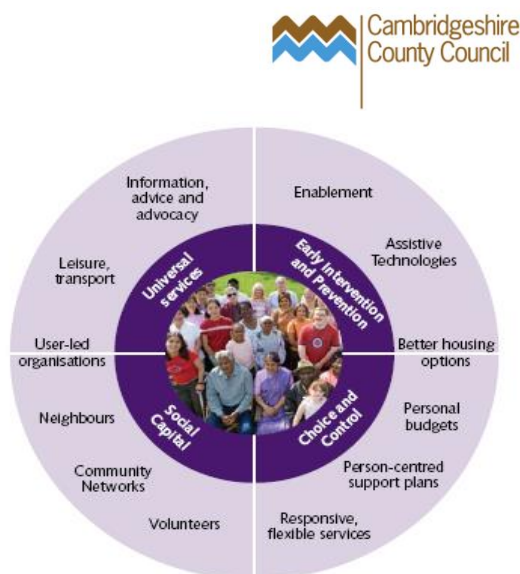 Cambridgeshire
County Council
Information,
advice and
advocacy
Enablement
Leisure,
transport
Assistive
Technologies
Universal
services
Early Intervention
and Prevention
User-led
organisations
Better housing
options
Social
Capital
Choice and
Control
Neighbours
Personal
budgets
Community
Networks
Person-centred
support plans
Volunteers
Responsive,
flexible services